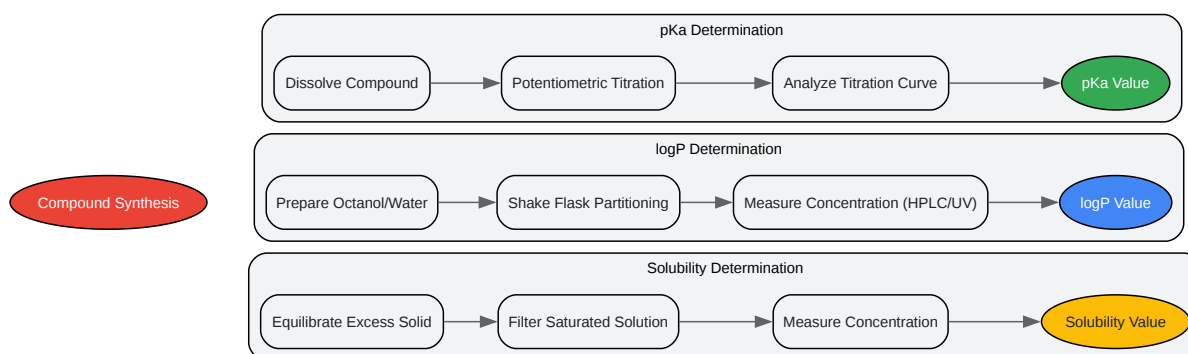 pKa Determination
Dissolve Compound
Potentiometric Titration
Analyze Titration Curve
pKa Value
logP Determination
Compound Synthesis
Prepare Octanol/Water
Shake Flask Partitioning
Measure Concentration (HPLC/UV)
logP Value
Solubility Determination
Equilibrate Excess Solid
Filter Saturated Solution
Measure Concentration
Solubility Value